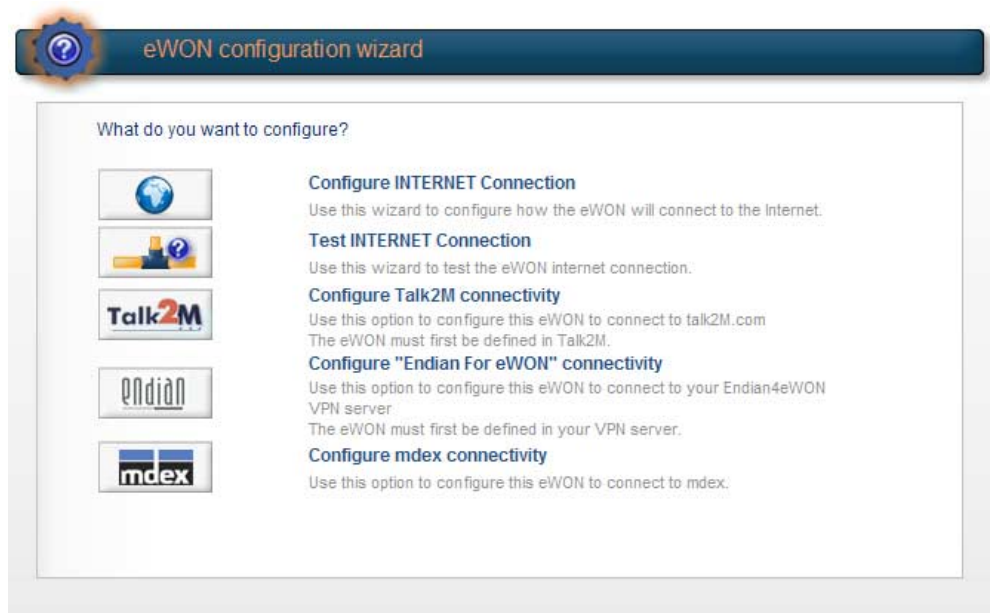 eWON configuration wizard
What do you want to configure?
Configure INTERNET Connection
Use this wizard to configure how the eWON will connect to the Internet.
Test INTERNET Connection
Use this wizard to test the eWON internet connection.
Talk2M
Configure Talk2M connectivity
Use this option to configure this eWON to connect to talk2M.com
The eWON must first be defined in Talk2M.
endian
Configure "Endian For eWON" connectivity
Use this option to configure this eWON to connect to your Endian4eWON
VPN server
The eWON must first be defined in your VPN server.
mdex
Configure mdex connectivity
Use this option to configure this eWON to connect to mdex.